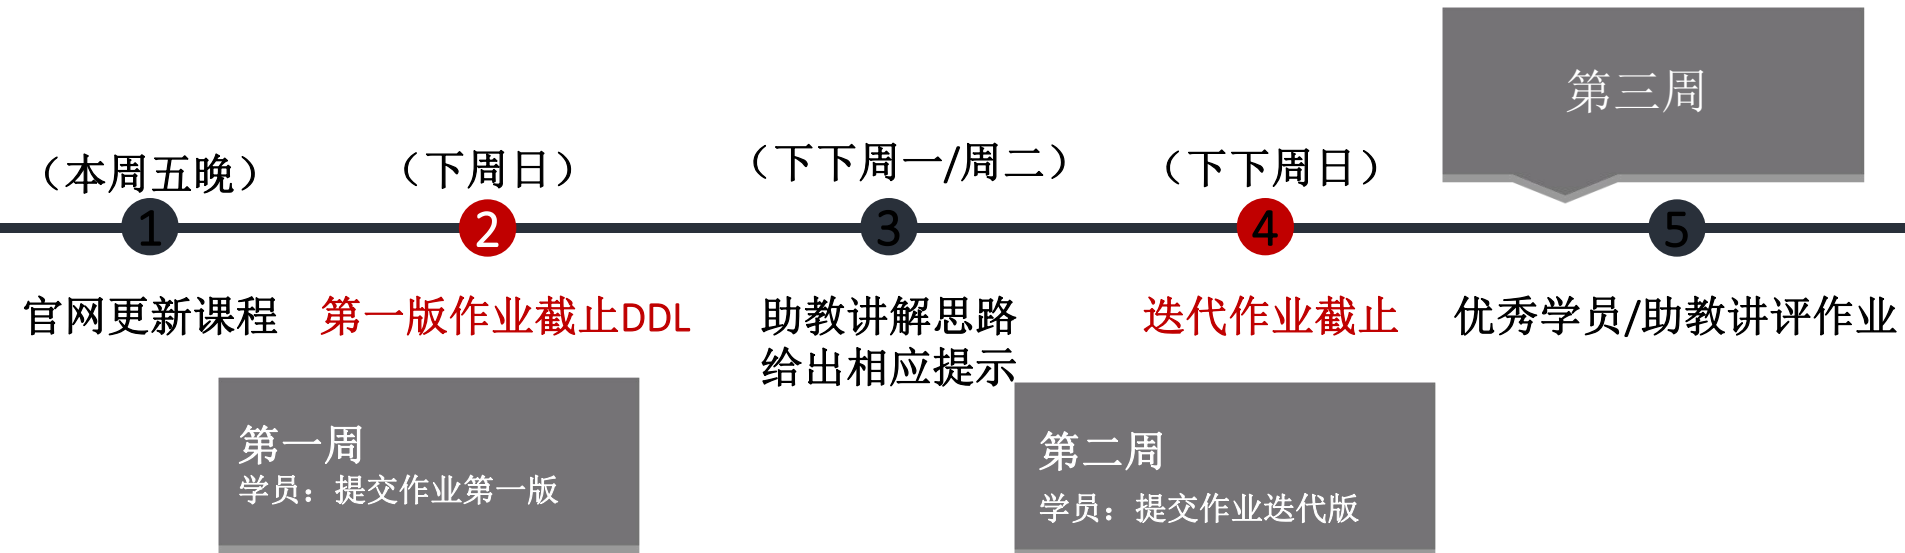 第三周
（本周五晚）
（下周日）
（下下周一/周二）
（下下周日）
1
2
3
4
5
官网更新课程
第一版作业截止DDL
助教讲解思路
给出相应提示
迭代作业截止
优秀学员/助教讲评作业
第一周
学员：提交作业第一版
第二周
学员：提交作业迭代版